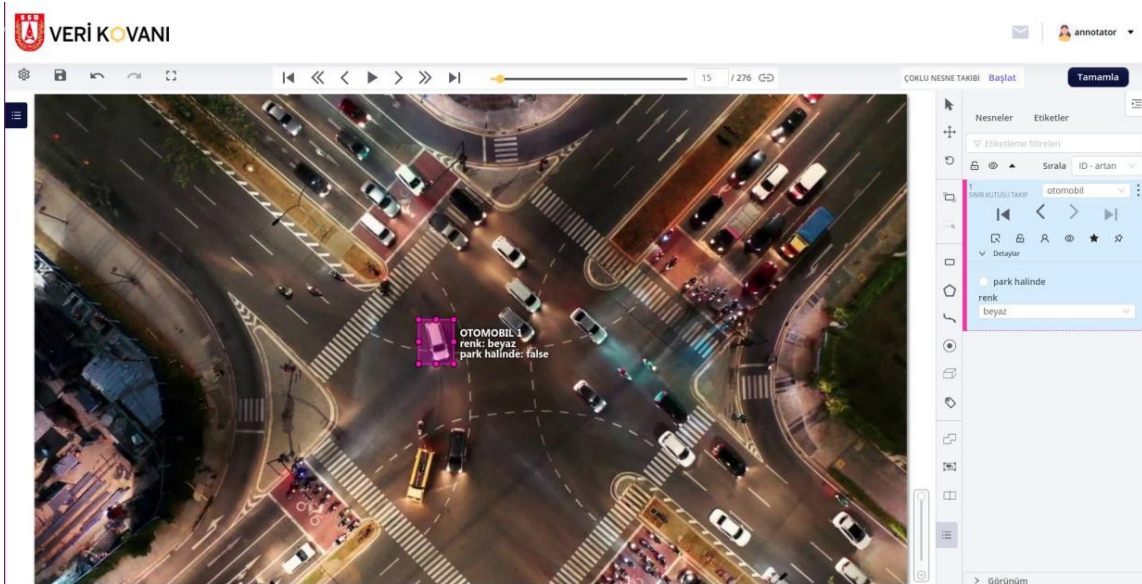 SSB
VERİ KOVANI
annotator
15 / 276
ÇOKLU NESNE TAKİBİ Başlat
Tamamla
Nesneler Etiketler
Etiketleme filtreleri
Sırala ID - artan
1
SINIR KUTUSU TAKİP
otomobil
Detaylar
park halinde
renk
beyaz
OTOMOBIL 1
renk: beyaz
park halinde: false
Görünüm